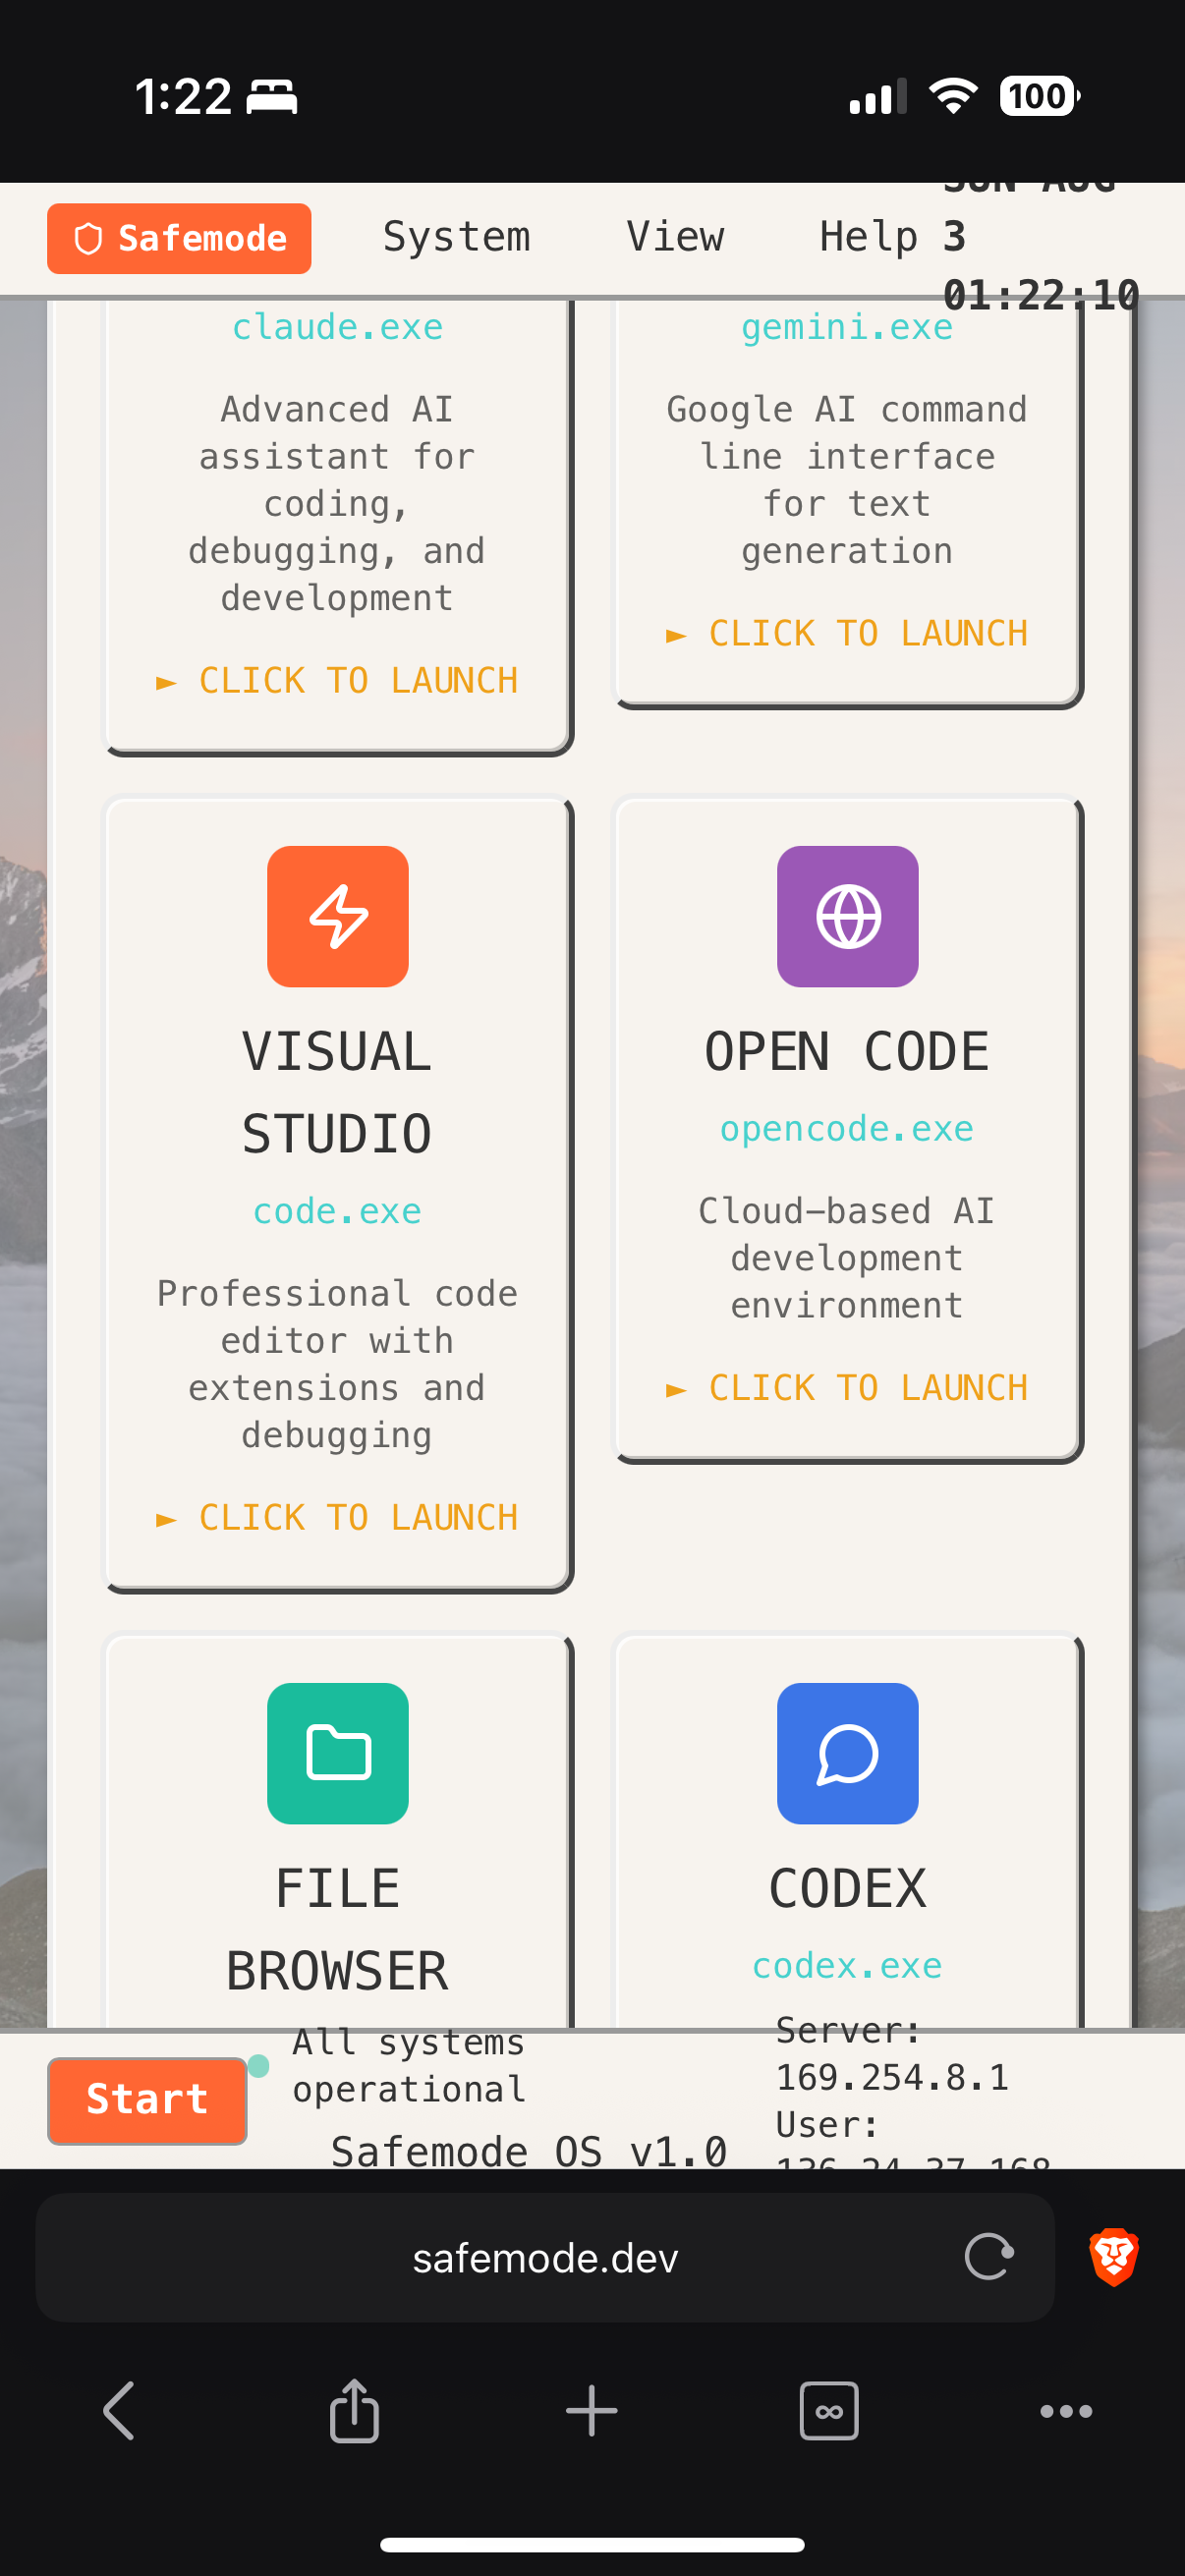 1:22
100
Safemode
System
View
Help
SUN AUG
3
01:22:10
claude.exe
Advanced AI
assistant for
coding,
debugging, and
development
► CLICK TO LAUNCH
gemini.exe
Google AI command
line interface
for text
generation
► CLICK TO LAUNCH
VISUAL
STUDIO
code.exe
Professional code
editor with
extensions and
debugging
► CLICK TO LAUNCH
OPEN CODE
opencode.exe
Cloud-based AI
development
environment
► CLICK TO LAUNCH
FILE
BROWSER
CODEX
codex.exe
Start
All systems
operational
Safemode OS v1.0
Server:
169.254.8.1
User:
safemode.dev